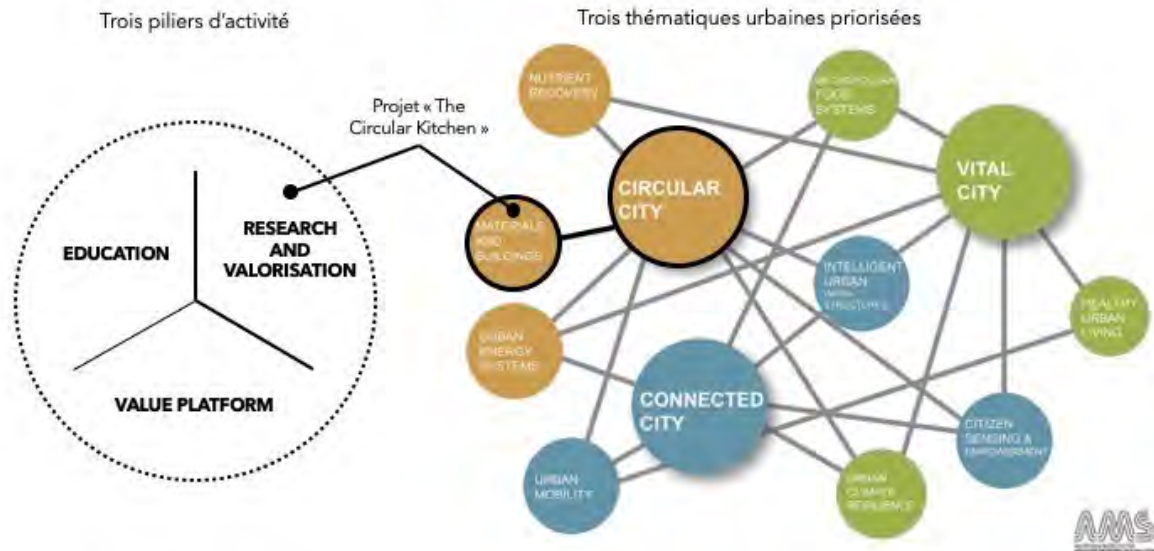 Trois piliers d'activité
Trois thématiques urbaines priorisées
Projet « The
Circular Kitchen »
EDUCATION
RESEARCH
AND
VALORISATION
VALUE PLATFORM
NUTRIENT
RECOVERY
FOOD
SYSTEMS
CIRCULAR
CITY
VITAL
CITY
MATERIALS
AND
BUILDINGS
INTELLIGENT
URBAN
STRUCTURES
HEALTHY
URBAN
LIVING
URBAN
ENERGY
SYSTEMS
CONNECTED
CITY
CITIZEN
SENSING &
EMPOWERMENT
URBAN
MOBILITY
URBAN
CLIMATE
RESILIENCE
AMS